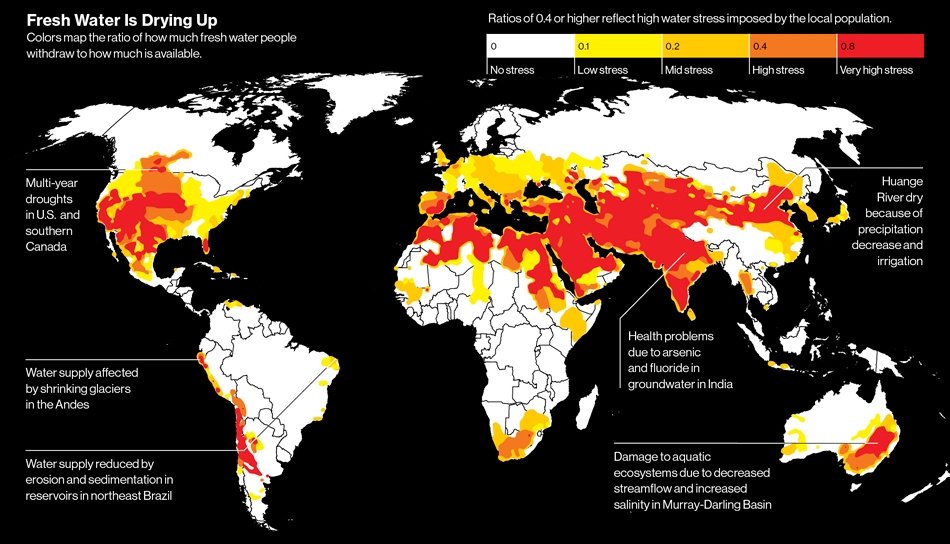 Fresh Water Is Drying Up
Colors map the ratio of how much fresh water people
withdraw to how much is available.
Ratios of 0.4 or higher reflect high water stress imposed by the local population.
0 0.1 0.2 0.4 0.8
No stress Low stress Mid stress High stress Very high stress
Multi-year
droughts
in U.S. and
southern
Canada
Huange
River dry
because of
precipitation
decrease and
irrigation
Health problems
due to arsenic
and fluoride in
groundwater in India
Water supply affected
by shrinking glaciers
in the Andes
Water supply reduced by
erosion and sedimentation in
reservoirs in northeast Brazil
Damage to aquatic
ecosystems due to decreased
streamflow and increased
salinity in Murray-Darling Basin